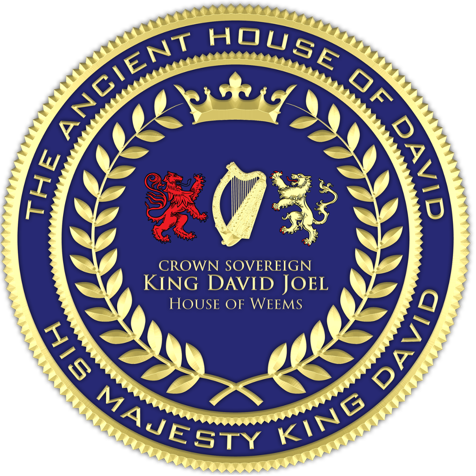 THE ANCIENT HOUSE OF DAVID
CROWN SOVEREIGN
KING DAVID JOEL
HOUSE OF WEEMS
HIS MAJESTY KING DAVID